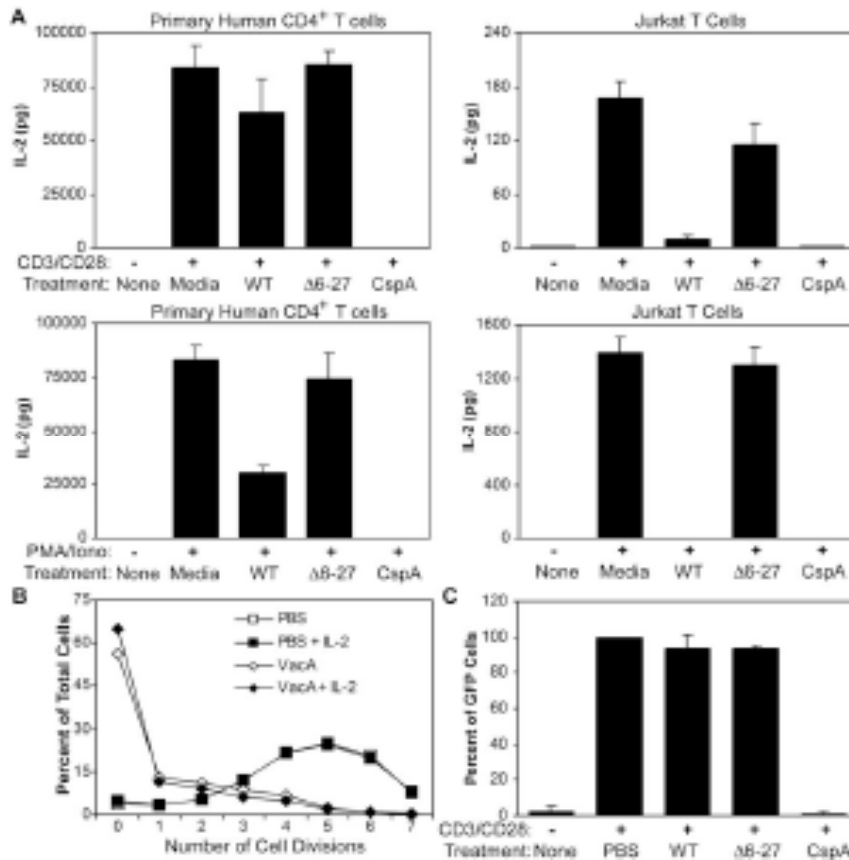 A
Primary Human CD4+ T cells
100000
75000
50000
25000
0
IL-2 (pg)
CD3/CD28: - + + + +
Treatment: None Media WT Δ6-27 CspA
Jurkat T Cells
240
180
120
60
0
IL-2 (pg)
- + + + +
None Media WT Δ6-27 CspA
Primary Human CD4+ T cells
100000
75000
50000
25000
0
IL-2 (pg)
PMA/Iono: - + + + +
Treatment: None Media WT Δ6-27 CspA
Jurkat T Cells
1600
1200
800
400
0
IL-2 (pg)
- + + + +
None Media WT Δ6-27 CspA
B
75
60
45
30
15
0
Percent of Total Cells
PBS
PBS + IL-2
VacA
VacA + IL-2
0 1 2 3 4 5 6 7
Number of Cell Divisions
C
120
100
80
60
40
20
0
Percent of GFP Cells
CD3/CD28: - + + + +
Treatment: None PBS WT Δ6-27 CspA